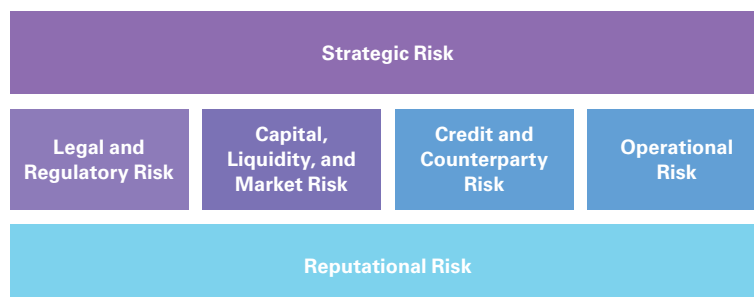 Strategic Risk
Legal and
Regulatory Risk
Capital,
Liquidity, and
Market Risk
Credit and
Counterparty
Risk
Operational
Risk
Reputational Risk